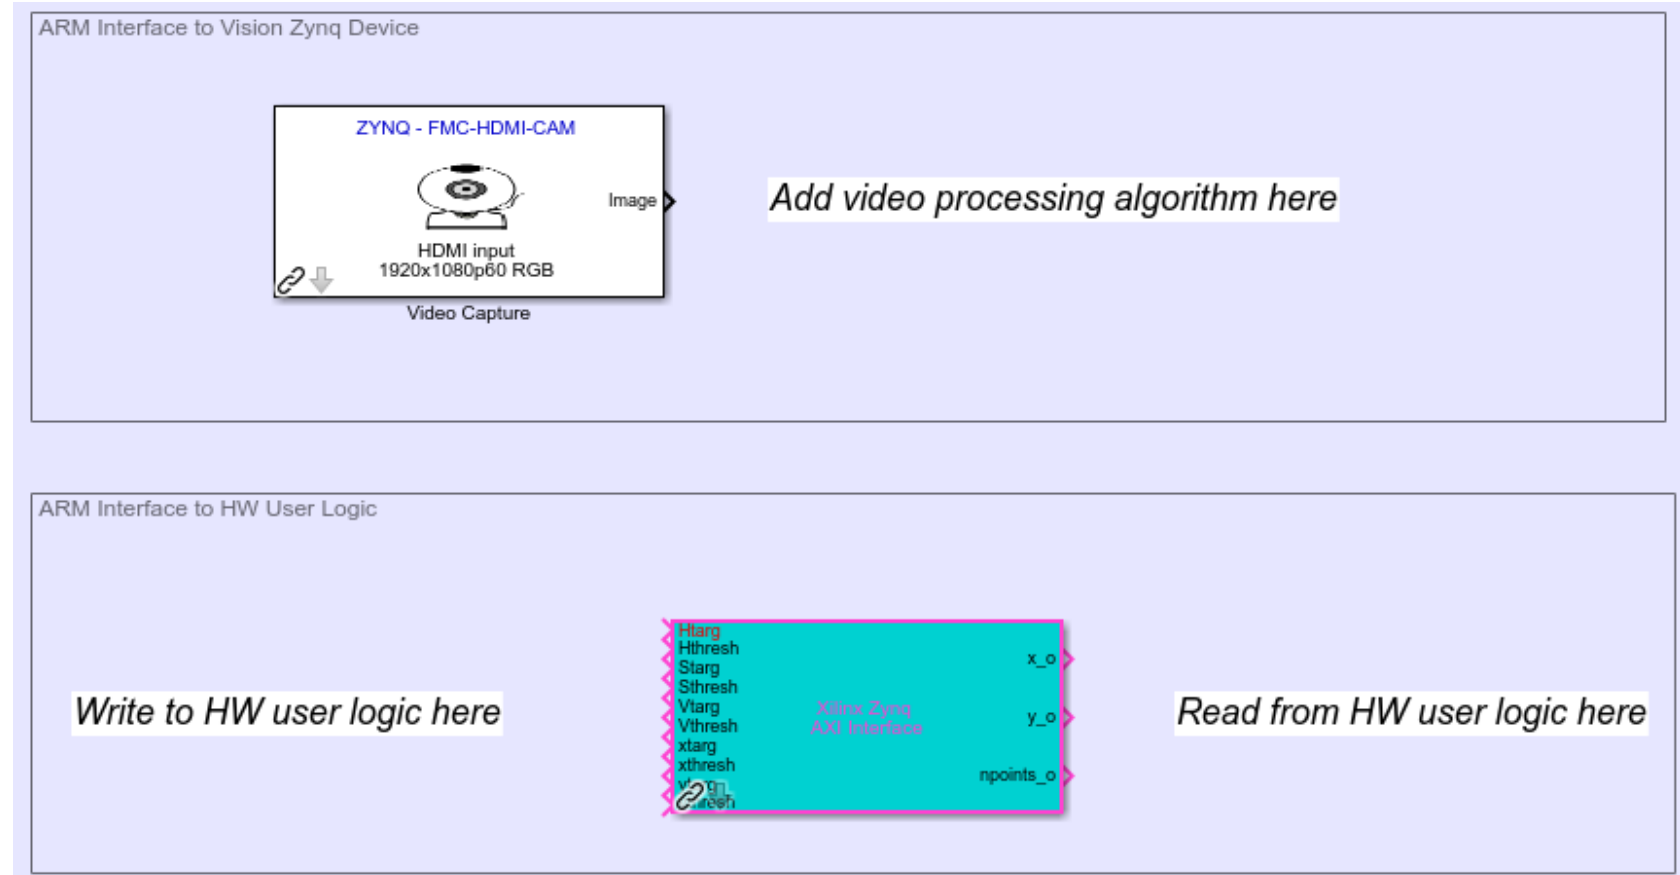 ARM Interface to Vision Zynq Device
ZYNQ - FMC-HDMI-CAM
Image
HDMI input
1920x1080p60 RGB
Video Capture
Add video processing algorithm here
ARM Interface to HW User Logic
Write to HW user logic here
Htarg
Hthresh
Starg
Sthresh
Vtarg
Vthresh
xtarg
xthresh
Xilinx Zynq
AXI Interface
x_o
y_o
npoints_o
Read from HW user logic here